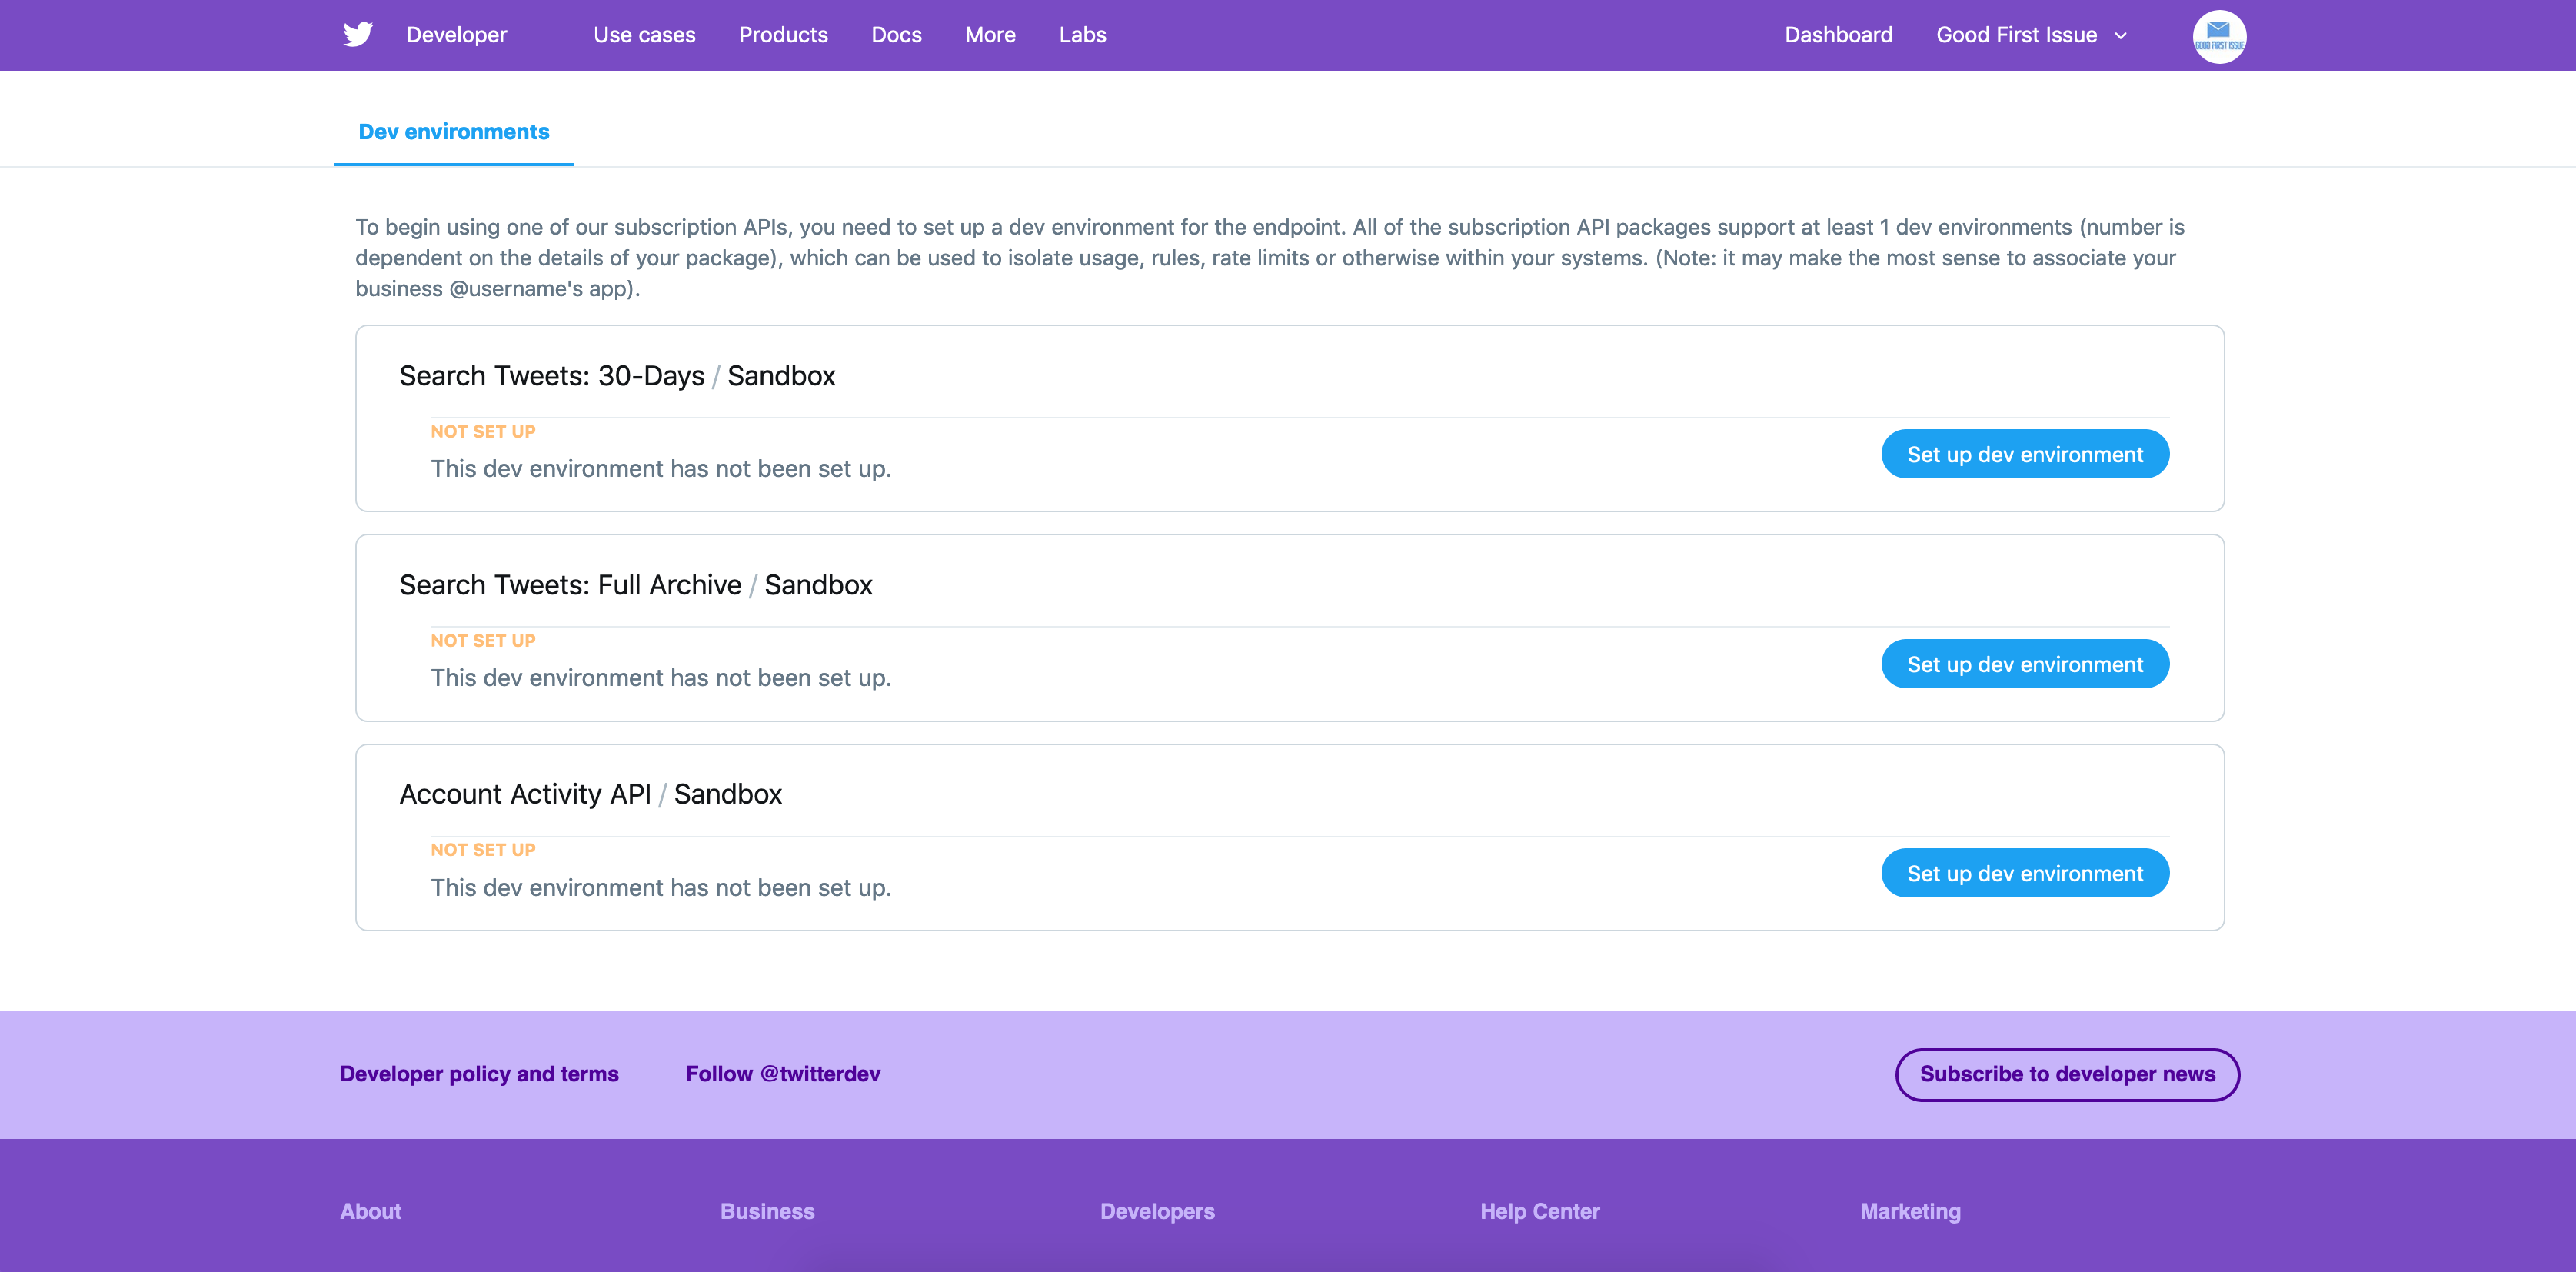 Developer Use cases Products Docs More Labs Dashboard Good First Issue
GOOD FIRST ISSUE
Dev environments
To begin using one of our subscription APIs, you need to set up a dev environment for the endpoint. All of the subscription API packages support at least 1 dev environments (number is
dependent on the details of your package), which can be used to isolate usage, rules, rate limits or otherwise within your systems. (Note: it may make the most sense to associate your
business @username's app).
Search Tweets: 30-Days / Sandbox
NOT SET UP
This dev environment has not been set up.
Set up dev environment
Search Tweets: Full Archive / Sandbox
NOT SET UP
This dev environment has not been set up.
Set up dev environment
Account Activity API / Sandbox
NOT SET UP
This dev environment has not been set up.
Set up dev environment
Developer policy and terms Follow @twitterdev Subscribe to developer news
About Business Developers Help Center Marketing